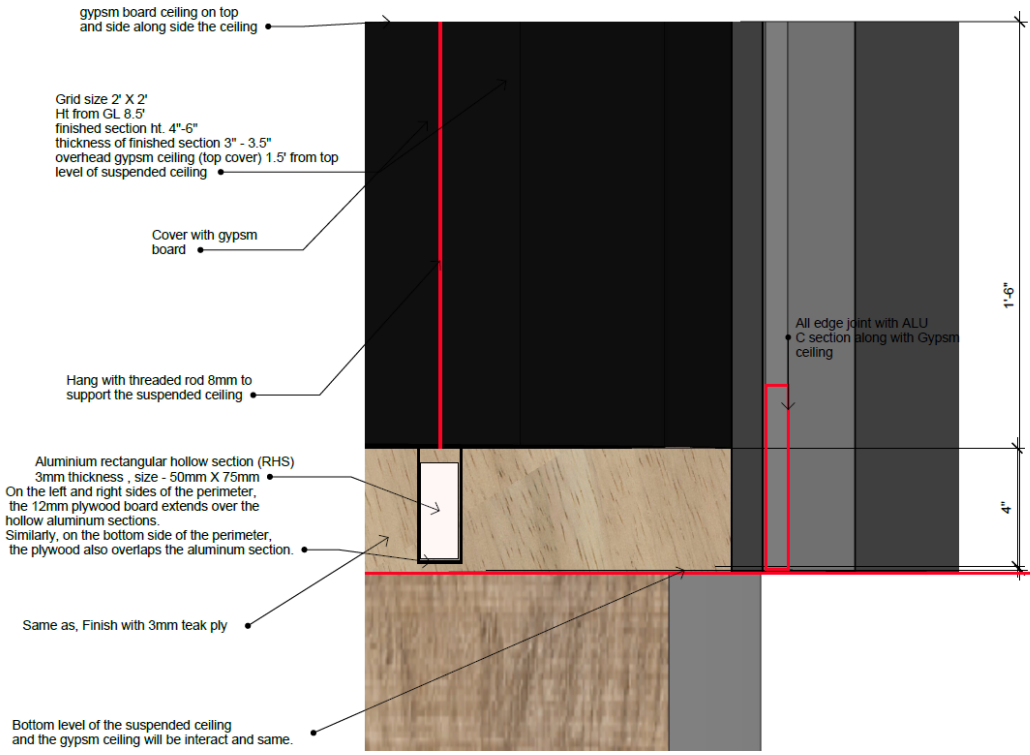 gypsm board ceiling on top
and side along side the ceiling
Grid size 2' X 2'
Ht from GL 8.5'
finished section ht. 4"-6"
thickness of finished section 3" - 3.5"
overhead gypsm ceiling (top cover) 1.5' from top
level of suspended ceiling
Cover with gypsm
board
1'-6"
All edge joint with ALU
C section along with Gypsm
ceiling
Hang with threaded rod 8mm to
support the suspended ceiling
Aluminium rectangular hollow section (RHS)
3mm thickness , size - 50mm X 75mm
On the left and right sides of the perimeter,
the 12mm plywood board extends over the
hollow aluminum sections.
Similarly, on the bottom side of the perimeter,
the plywood also overlaps the aluminum section.
4"
Same as, Finish with 3mm teak ply
Bottom level of the suspended ceiling
and the gypsm ceiling will be interact and same.